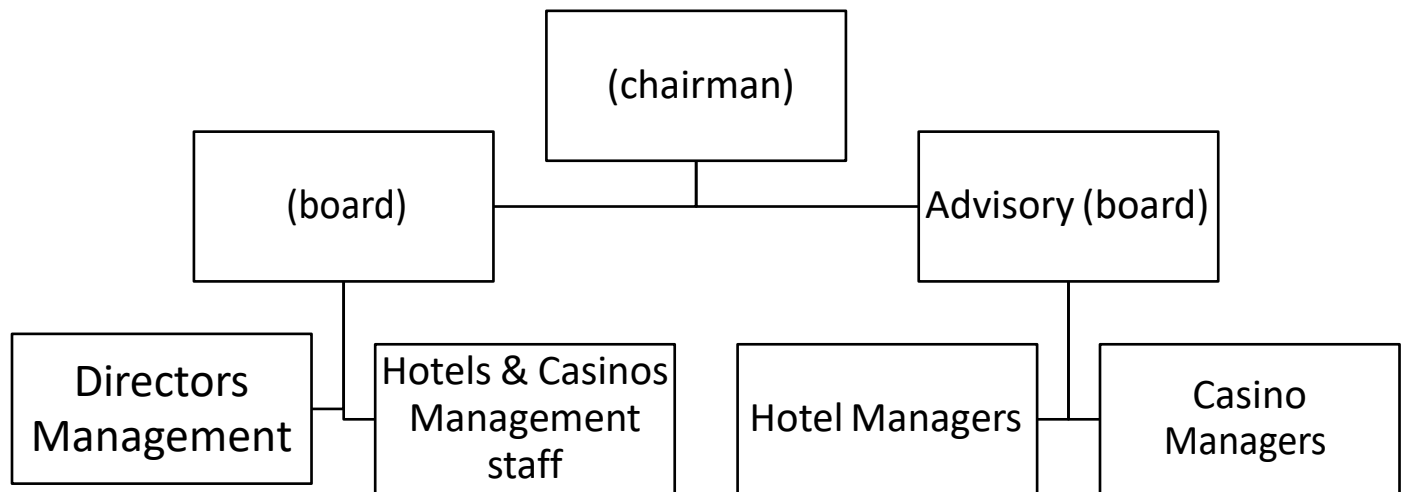 (chairman)
(board)
Advisory (board)
Directors
Management
Hotels & Casinos
Management
staff
Hotel Managers
Casino
Managers